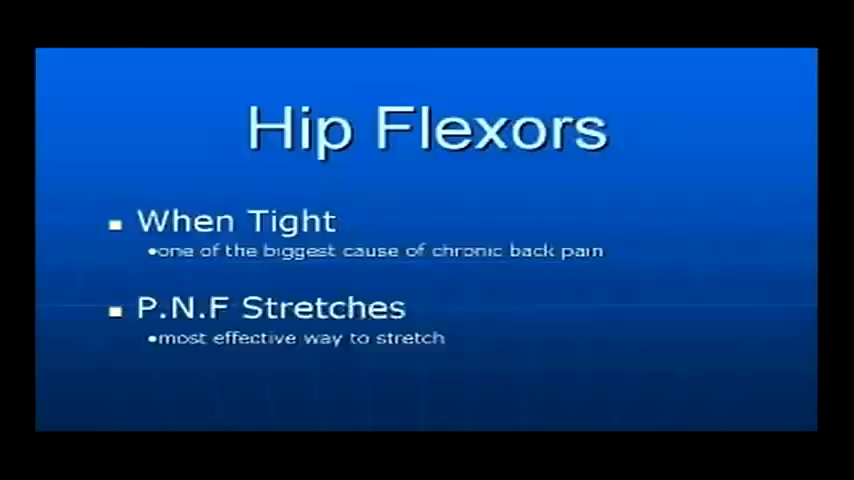 Hip Flexors
When Tight
•one of the biggest cause of chronic back pain
P.N.F Stretches
•most effective way to stretch